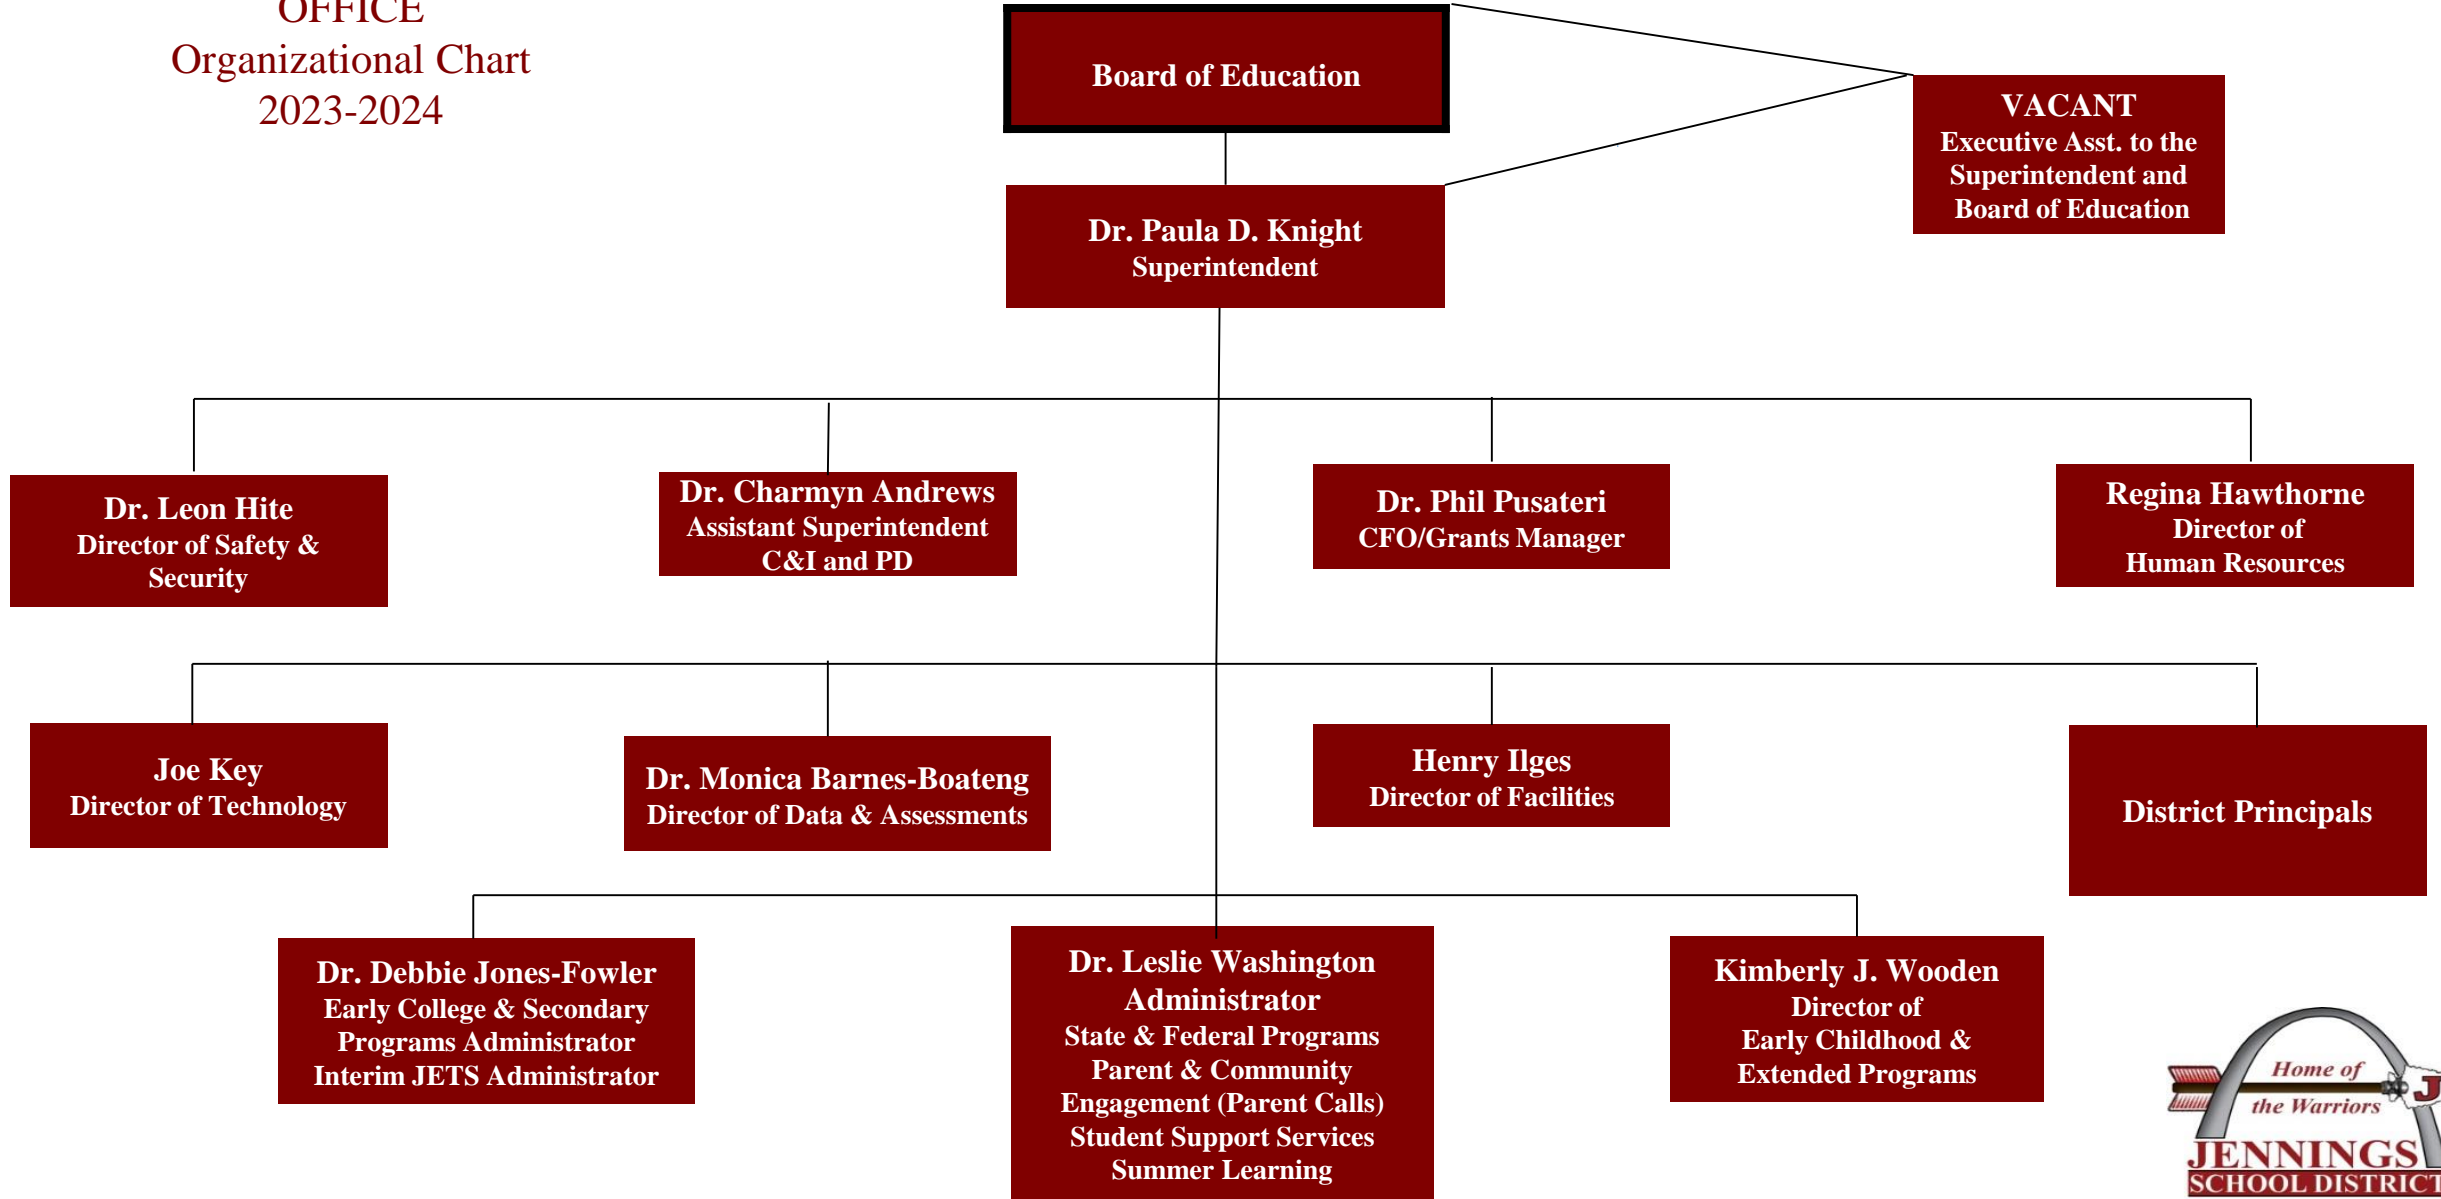 OFFICE
Organizational Chart
2023-2024
Board of Education
VACANT
Executive Asst. to the
Superintendent and
Board of Education
Dr. Paula D. Knight
Superintendent
Dr. Leon Hite
Director of Safety &
Security
Dr. Charmyn Andrews
Assistant Superintendent
C&I and PD
Dr. Phil Pusateri
CFO/Grants Manager
Regina Hawthorne
Director of
Human Resources
Joe Key
Director of Technology
Dr. Monica Barnes-Boateng
Director of Data & Assessments
Henry Ilges
Director of Facilities
District Principals
Dr. Debbie Jones-Fowler
Early College & Secondary
Programs Administrator
Interim JETS Administrator
Dr. Leslie Washington
Administrator
State & Federal Programs
Parent & Community
Engagement (Parent Calls)
Student Support Services
Summer Learning
Kimberly J. Wooden
Director of
Early Childhood &
Extended Programs
Home of
the Warriors
J
JENNINGS
SCHOOL DISTRICT